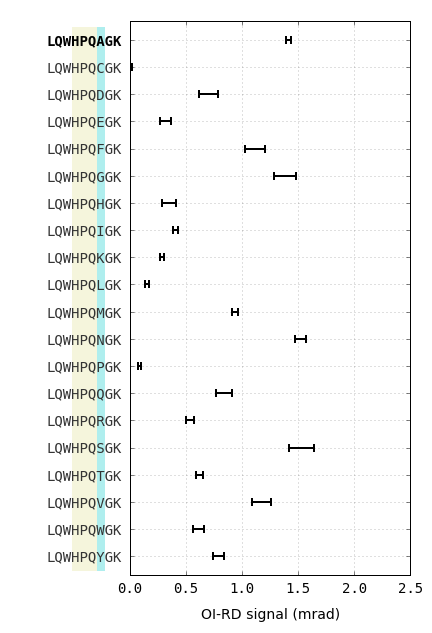 LQWHPQAGK
LQWHPQCGK
LQWHPQDGK
LQWHPQEGK
LQWHPQFGK
LQWHPQGGK
LQWHPQHGK
LQWHPQIGK
LQWHPQKGK
LQWHPQLGK
LQWHPQMGK
LQWHPQNGK
LQWHPQPGK
LQWHPQQGK
LQWHPQRGK
LQWHPQSGK
LQWHPQTGK
LQWHPQVGK
LQWHPQWGK
LQWHPQYGK
0.0 0.5 1.0 1.5 2.0 2.5
OI-RD signal (mrad)